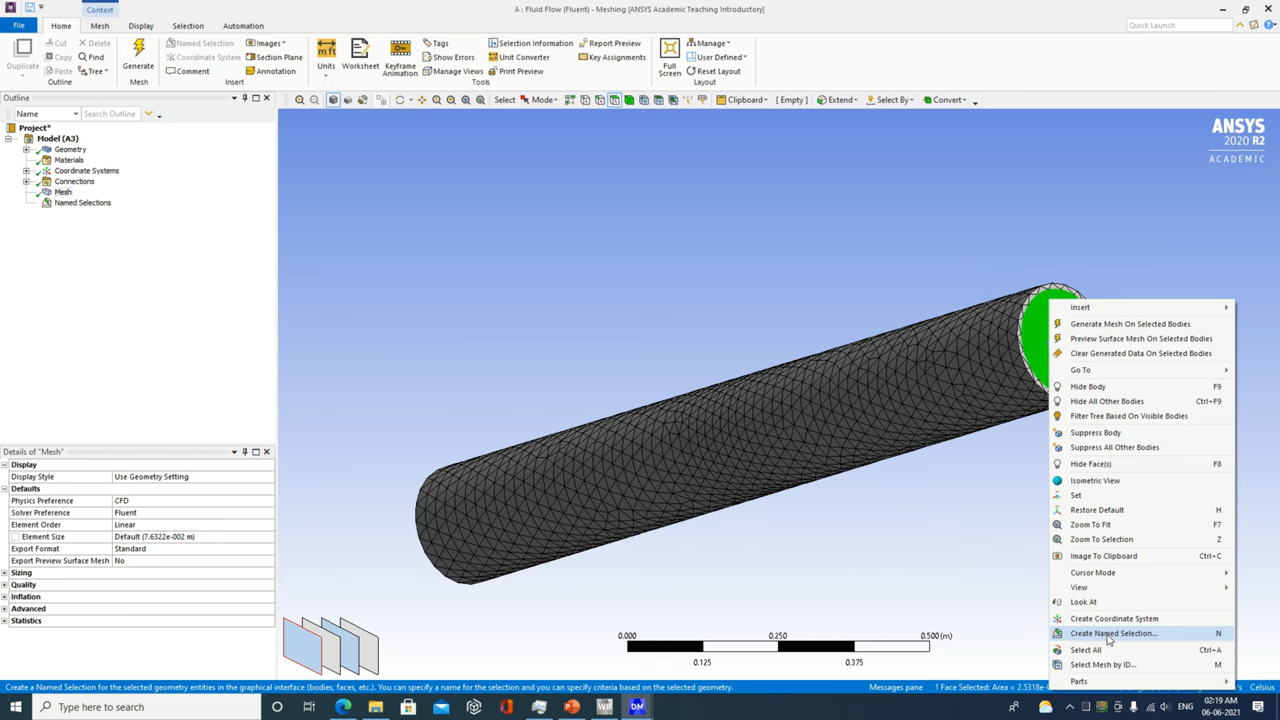 A : Fluid Flow (Fluent) - Meshing [ANSYS Academic Teaching Introductory]
Context
File Home Mesh Display Selection Automation
Quick Launch
Duplicate
Cut
Copy
Paste
Delete
Find
Tree
Outline
Generate
Mesh
Named Selection
Coordinate System
Comment
Images
Section Plane
Annotation
Insert
Units
Worksheet
Keyframe
Animation
Tags
Show Errors
Manage Views
Selection Information
Unit Converter
Print Preview
Report Preview
Key Assignments
Tools
Full
Screen
Manage
User Defined
Reset Layout
Layout
Select Mode Clipboard [ Empty ] Extend Select By Convert
Outline
Name Search Outline
Project*
Model (A3)
Geometry
Materials
Coordinate Systems
Connections
Mesh
Named Selections
Details of "Mesh"
Display
Display Style Use Geometry Setting
Defaults
Physics Preference CFD
Solver Preference Fluent
Element Order Linear
Element Size Default (7.6322e-002 m)
Export Format Standard
Export Preview Surface Mesh No
Sizing
Quality
Inflation
Advanced
Statistics
ANSYS
2020 R2
ACADEMIC
0.000 0.250 0.500 (m)
0.125 0.375
Insert
Generate Mesh On Selected Bodies
Preview Surface Mesh On Selected Bodies
Clear Generated Data On Selected Bodies
Go To
Hide Body F9
Hide All Other Bodies Ctrl+F9
Filter Tree Based On Visible Bodies
Suppress Body
Suppress All Other Bodies
Hide Face(s) F8
Isometric View
Set
Restore Default H
Zoom To Fit F7
Zoom To Selection Z
Image To Clipboard Ctrl+C
Cursor Mode
View
Look At
Create Coordinate System
Create Named Selection... N
Select All Ctrl+A
Select Mesh by ID... M
Parts
Create a Named Selection for the selected geometry entities in the graphical interface (bodies, faces, etc.). You can specify a name for the selection and you can specify criteria based on the selected geometry. Messages pane 1 Face Selected: Area = 2.5318e- Celsius
Type here to search
WB
DM
ENG
02:19 AM
06-06-2021